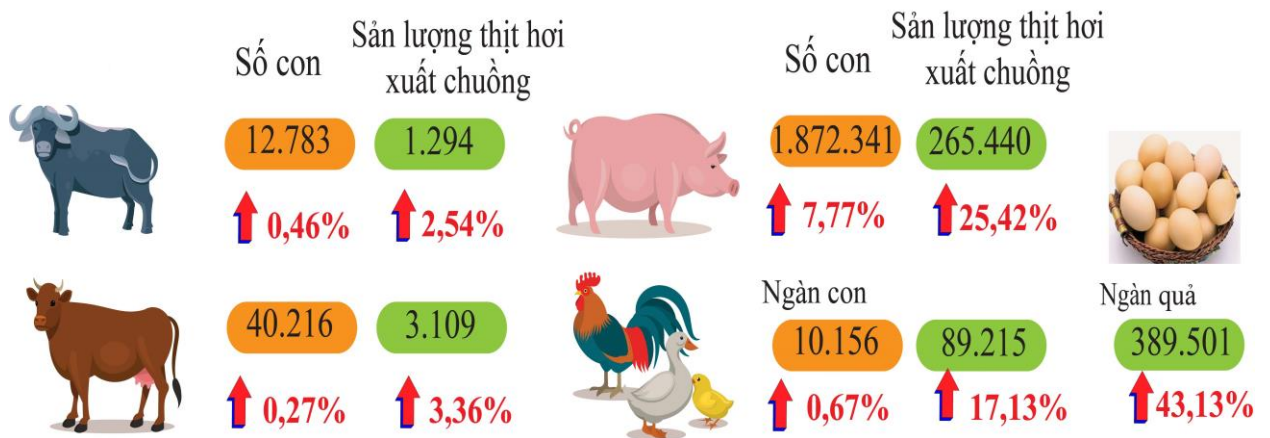 Số con
Sản lượng thịt hơi
xuất chuồng
12.783
1.294
0,46%
2,54%
40.216
3.109
0,27%
3,36%
Số con
Sản lượng thịt hơi
xuất chuồng
1.872.341
265.440
7,77%
25,42%
Ngàn con
Ngàn quả
10.156
89.215
389.501
0,67%
17,13%
43,13%